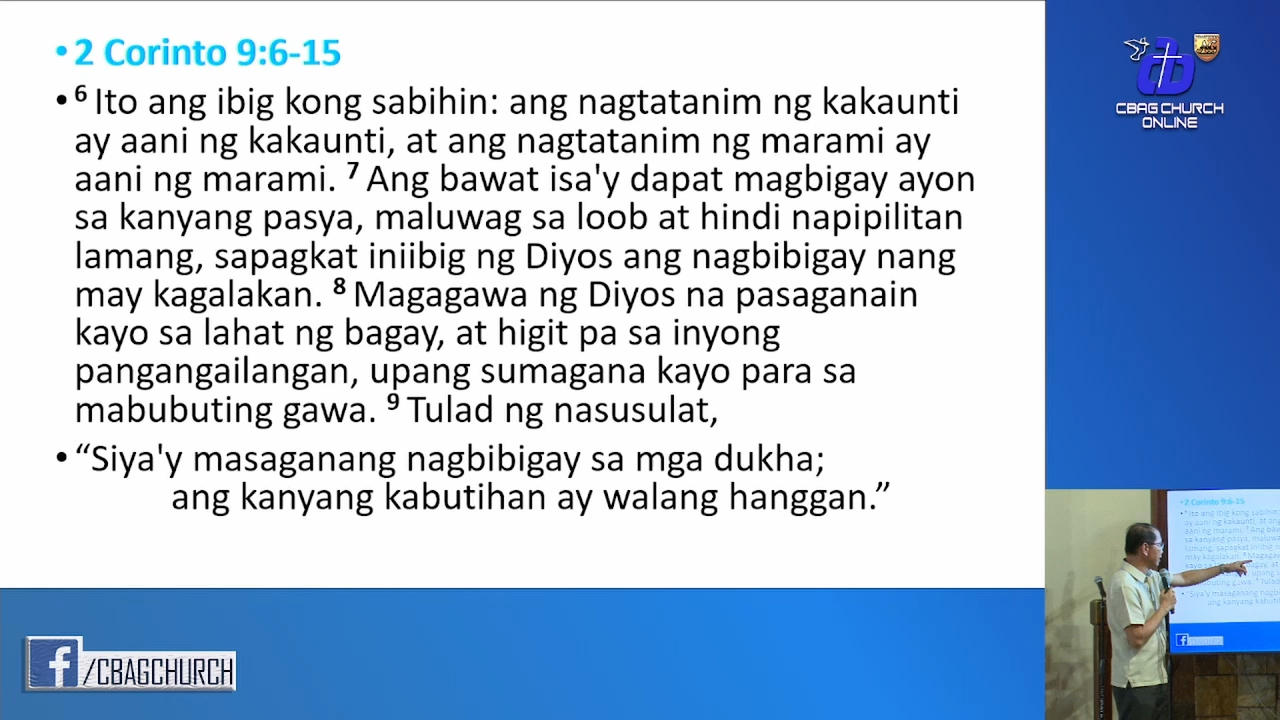 • 2 Corinto 9:6-15
• 6 Ito ang ibig kong sabihin: ang nagtatanim ng kakaunti
ay aani ng kakaunti, at ang nagtatanim ng marami ay
aani ng marami. 7 Ang bawat isa'y dapat magbigay ayon
sa kanyang pasya, maluwag sa loob at hindi napipilitan
lamang, sapagkat iniibig ng Diyos ang nagbibigay nang
may kagalakan. 8 Magagawa ng Diyos na pasaganain
kayo sa lahat ng bagay, at higit pa sa inyong
pangangailangan, upang sumagana kayo para sa
mabubuting gawa. 9 Tulad ng nasusulat,
• “Siya'y masaganang nagbibigay sa mga dukha;
ang kanyang kabutihan ay walang hanggan.”
f/CBAGCHURCH
CBAG CHURCH
ONLINE
• 2 Corinto 9:6-15